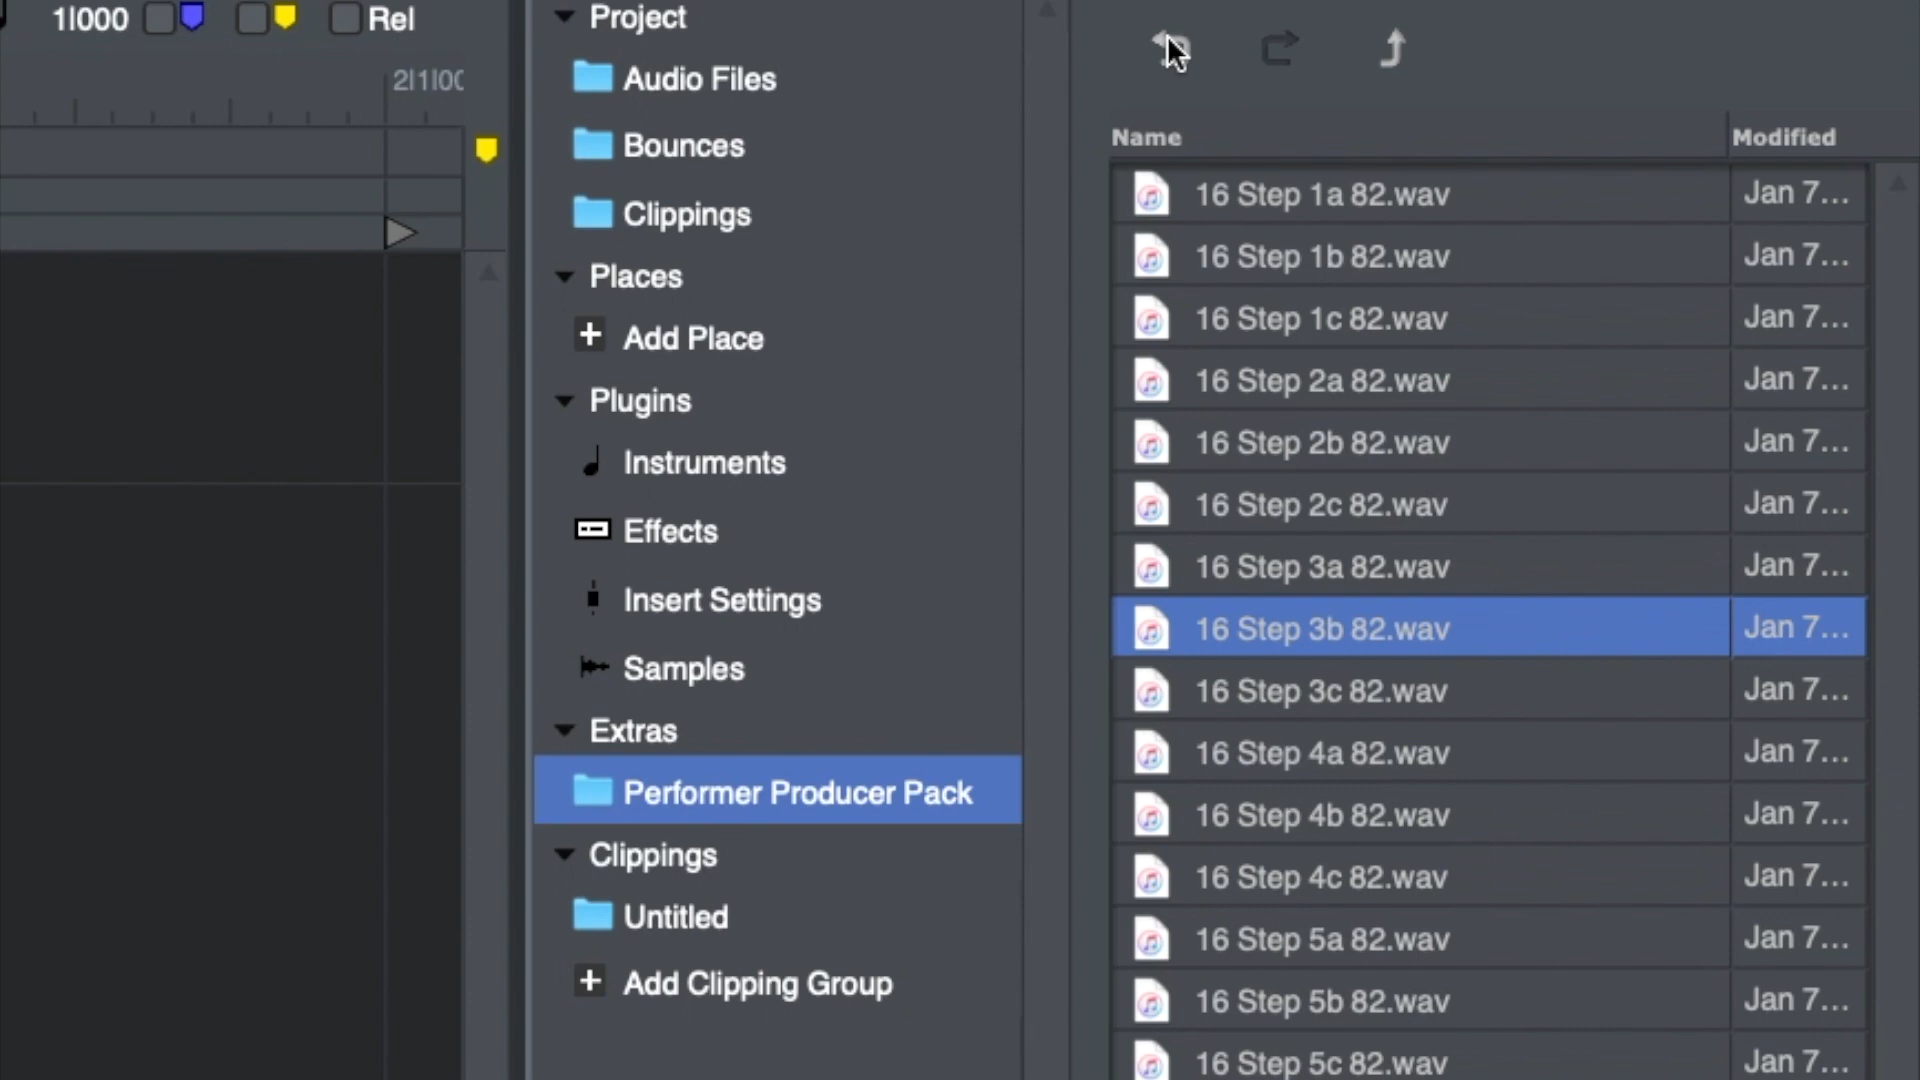 1|000
Rel
2|1|00
Project
Audio Files
Bounces
Clippings
Places
Add Place
Plugins
Instruments
Effects
Insert Settings
Samples
Extras
Performer Producer Pack
Clippings
Untitled
Add Clipping Group
Name Modified
16 Step 1a 82.wav Jan 7...
16 Step 1b 82.wav Jan 7...
16 Step 1c 82.wav Jan 7...
16 Step 2a 82.wav Jan 7...
16 Step 2b 82.wav Jan 7...
16 Step 2c 82.wav Jan 7...
16 Step 3a 82.wav Jan 7...
16 Step 3b 82.wav Jan 7...
16 Step 3c 82.wav Jan 7...
16 Step 4a 82.wav Jan 7...
16 Step 4b 82.wav Jan 7...
16 Step 4c 82.wav Jan 7...
16 Step 5a 82.wav Jan 7...
16 Step 5b 82.wav Jan 7...
16 Step 5c 82.wav Jan 7...